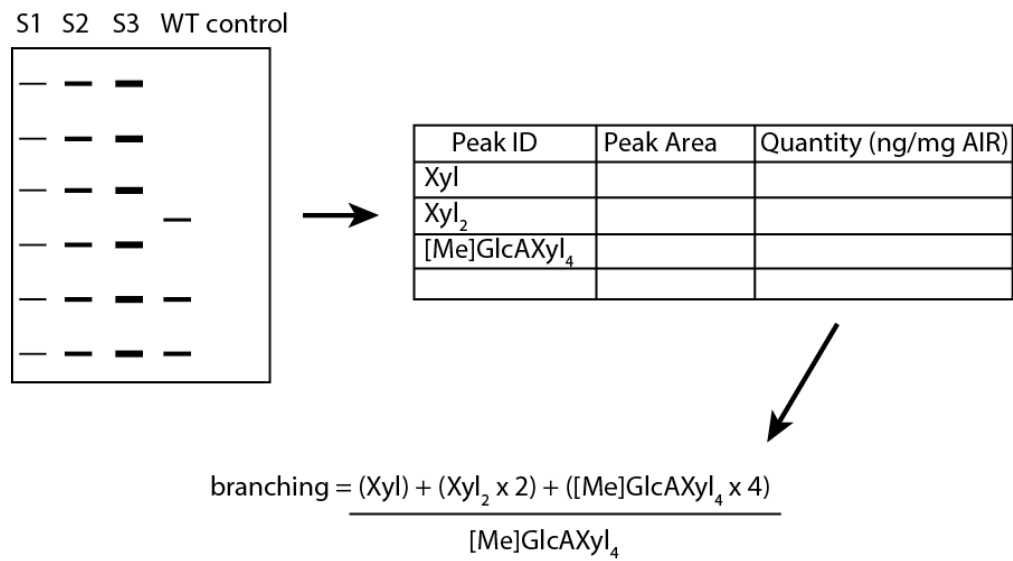 S1 S2 S3 WT control
Peak ID Peak Area Quantity (ng/mg AIR)
Xyl
Xyl₂
[Me]GlcAXyl₄
branching = (Xyl) + (Xyl₂ x 2) + ([Me]GlcAXyl₄ x 4)
[Me]GlcAXyl₄